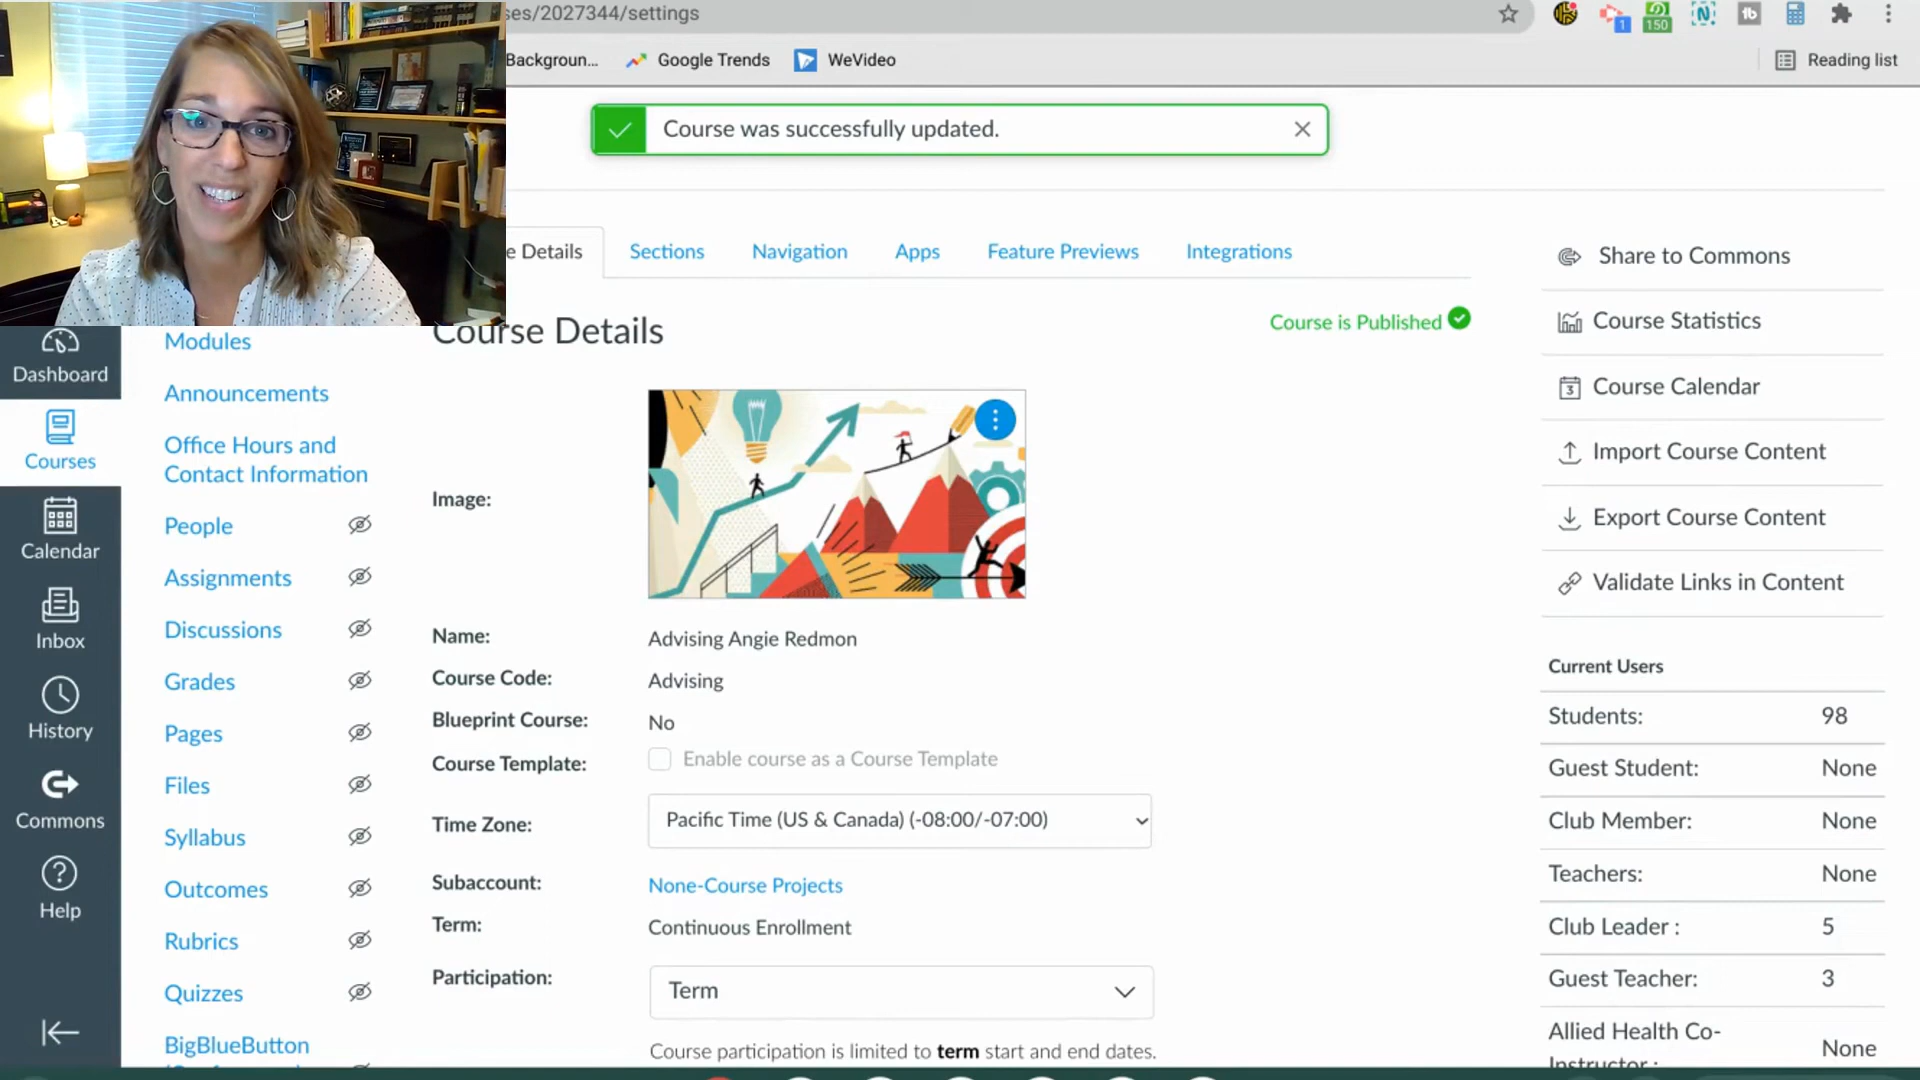 ses/2027344/settings
1
150
tb
Backgroun...
Google Trends
WeVideo
Reading list
Course was successfully updated.
e Details
Sections
Navigation
Apps
Feature Previews
Integrations
Share to Commons
Course Statistics
3
Course Calendar
Import Course Content
Export Course Content
Validate Links in Content
Course Details
Course is Published
Dashboard
Courses
Calendar
Inbox
History
Commons
Help
Modules
Announcements
Office Hours and
Contact Information
People
Assignments
Discussions
Grades
Pages
Files
Syllabus
Outcomes
Rubrics
Quizzes
BigBlueButton
Image:
Name:
Advising Angie Redmon
Course Code:
Advising
Blueprint Course:
No
Course Template:
Enable course as a Course Template
Time Zone:
Pacific Time (US & Canada) (-08:00/-07:00)
Subaccount:
None-Course Projects
Term:
Continuous Enrollment
Participation:
Term
Course participation is limited to term start and end dates.
Current Users
Students: 98
Guest Student: None
Club Member: None
Teachers: None
Club Leader : 5
Guest Teacher: 3
Allied Health Co-
Instructor : None